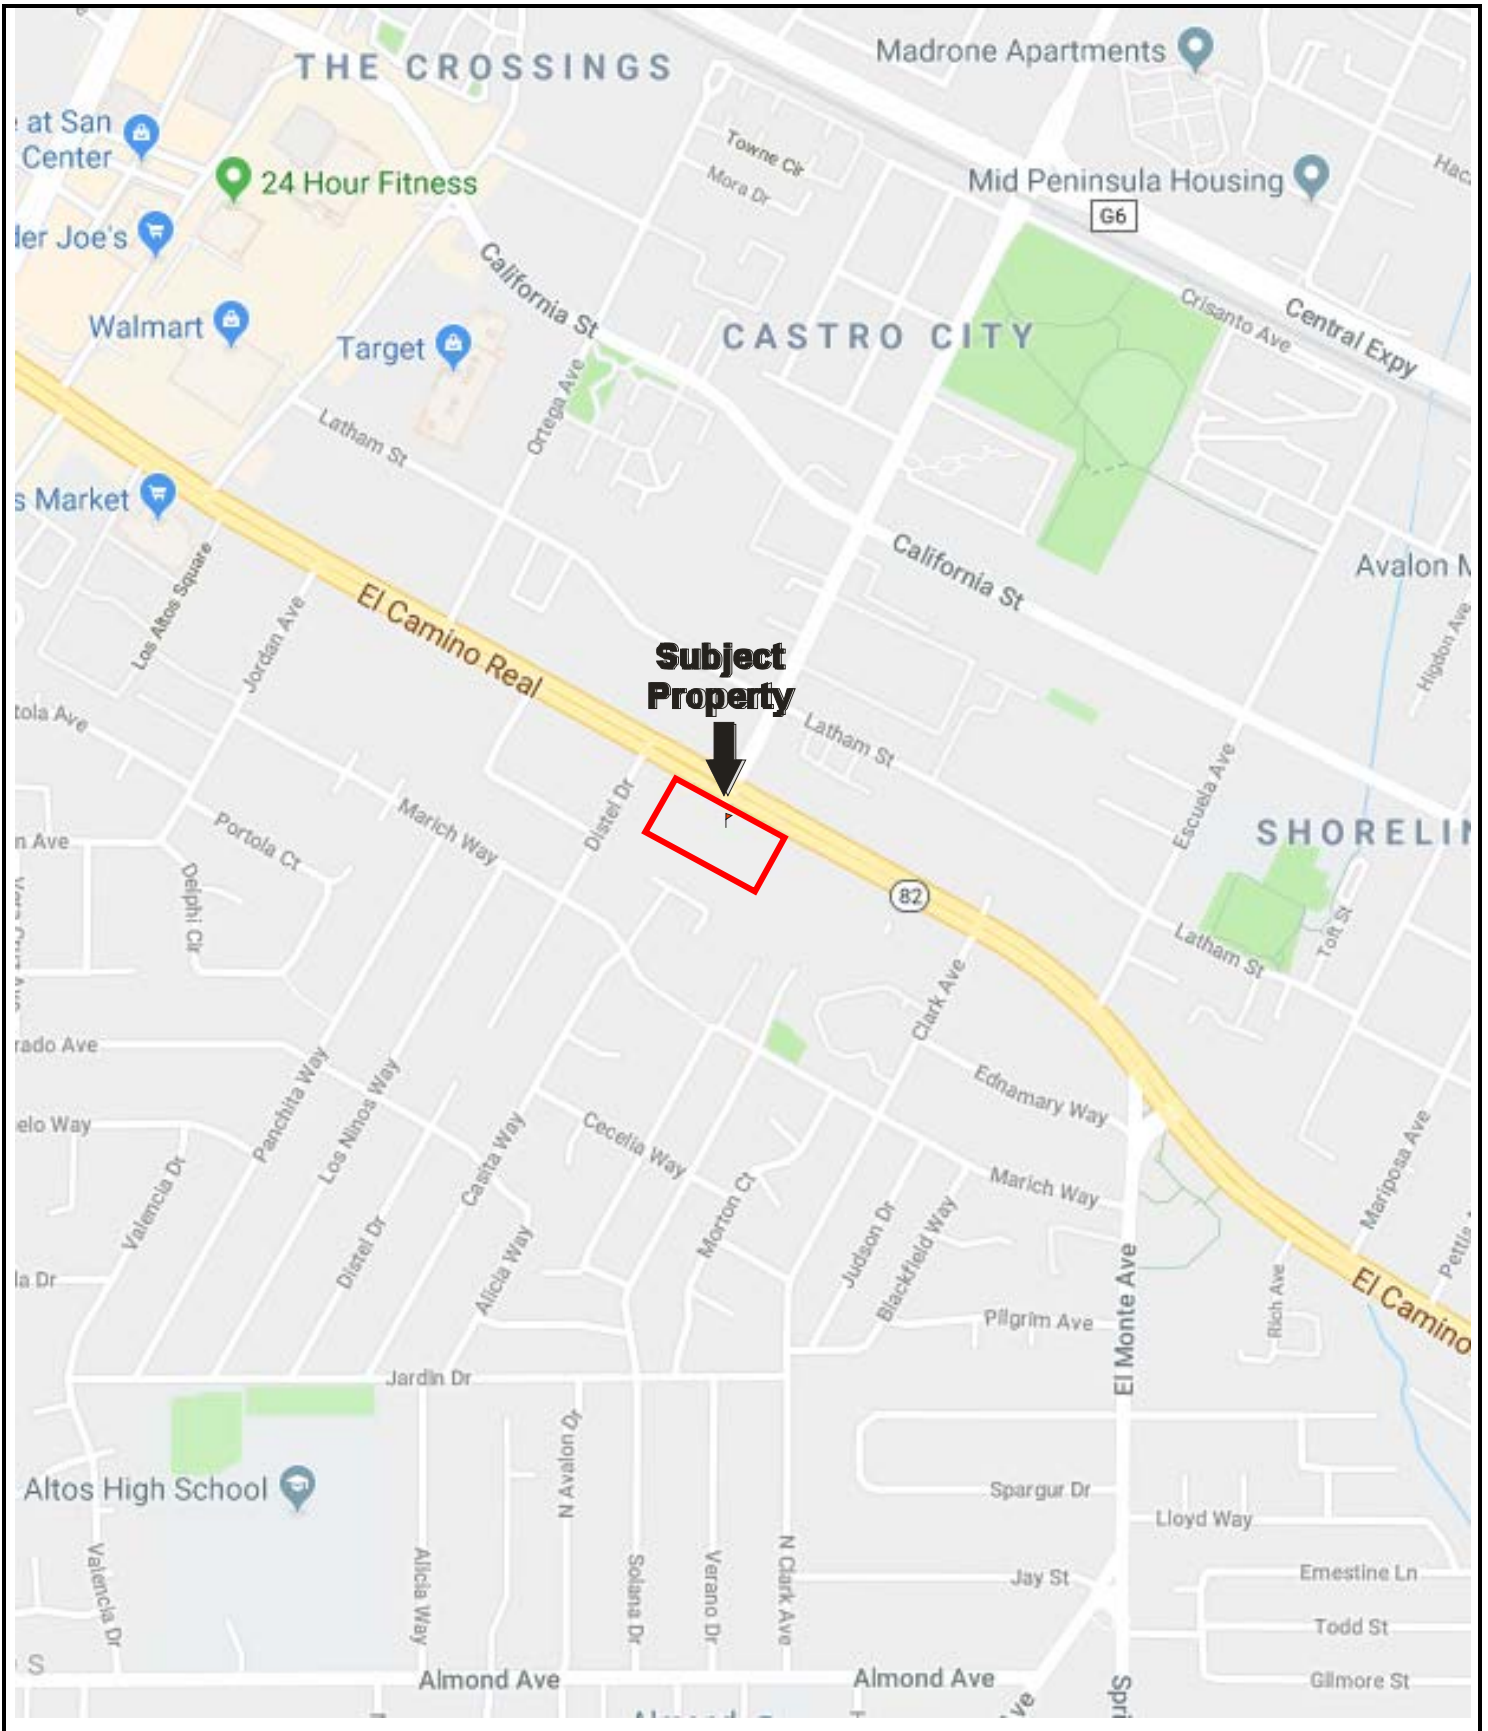 THE CROSSINGS
Madrone Apartments
at San
Center
24 Hour Fitness
Towne Cir
Mora Dr
Mid Peninsula Housing
G6
der Joe's
California St
Walmart
Target
CASTRO CITY
Crisanto Ave
Central Expy
Ortega Ave
Latham St
s Market
California St
Avalon M
Los Altos Square
Jordan Ave
El Camino Real
Higdon Ave
Subject
Property
tola Ave
Latham St
Escuela Ave
Distel Dr
Marich Way
Portola Ct
SHORELIN
n Ave
Delphi Cir
82
Toft St
Latham St
Clark Ave
rado Ave
Panchita Way
Los Ninos Way
Ednamary Way
elo Way
Casita Way
Cecelia Way
Mariposa Ave
Valencia Dr
Marich Way
Morton Ct
Judson Dr
Blackfield Way
Distel Dr
Alicia Way
Pettis
la Dr
El Monte Ave
Rich Ave
El Camino
Pilgrim Ave
Jardin Dr
N Avalon Dr
Altos High School
Spargur Dr
Lloyd Way
Valencia Dr
Alicia Way
Solana Dr
Verano Dr
N Clark Ave
Jay St
Ernestine Ln
Todd St
S
Almond Ave
Almond Ave
Gilmore St
Spri
ve